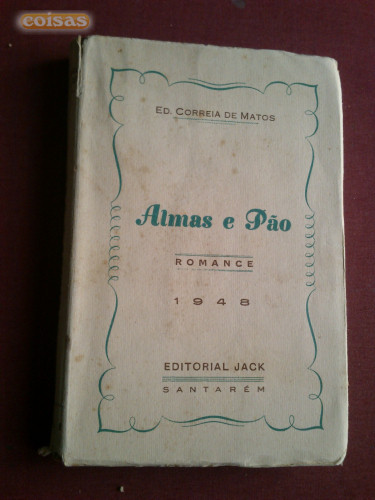 coisas
ED. CORREIA DE MATOS
Almas e Pão
ROMANCE
1948
EDITORIAL JACK
SANTARÉM